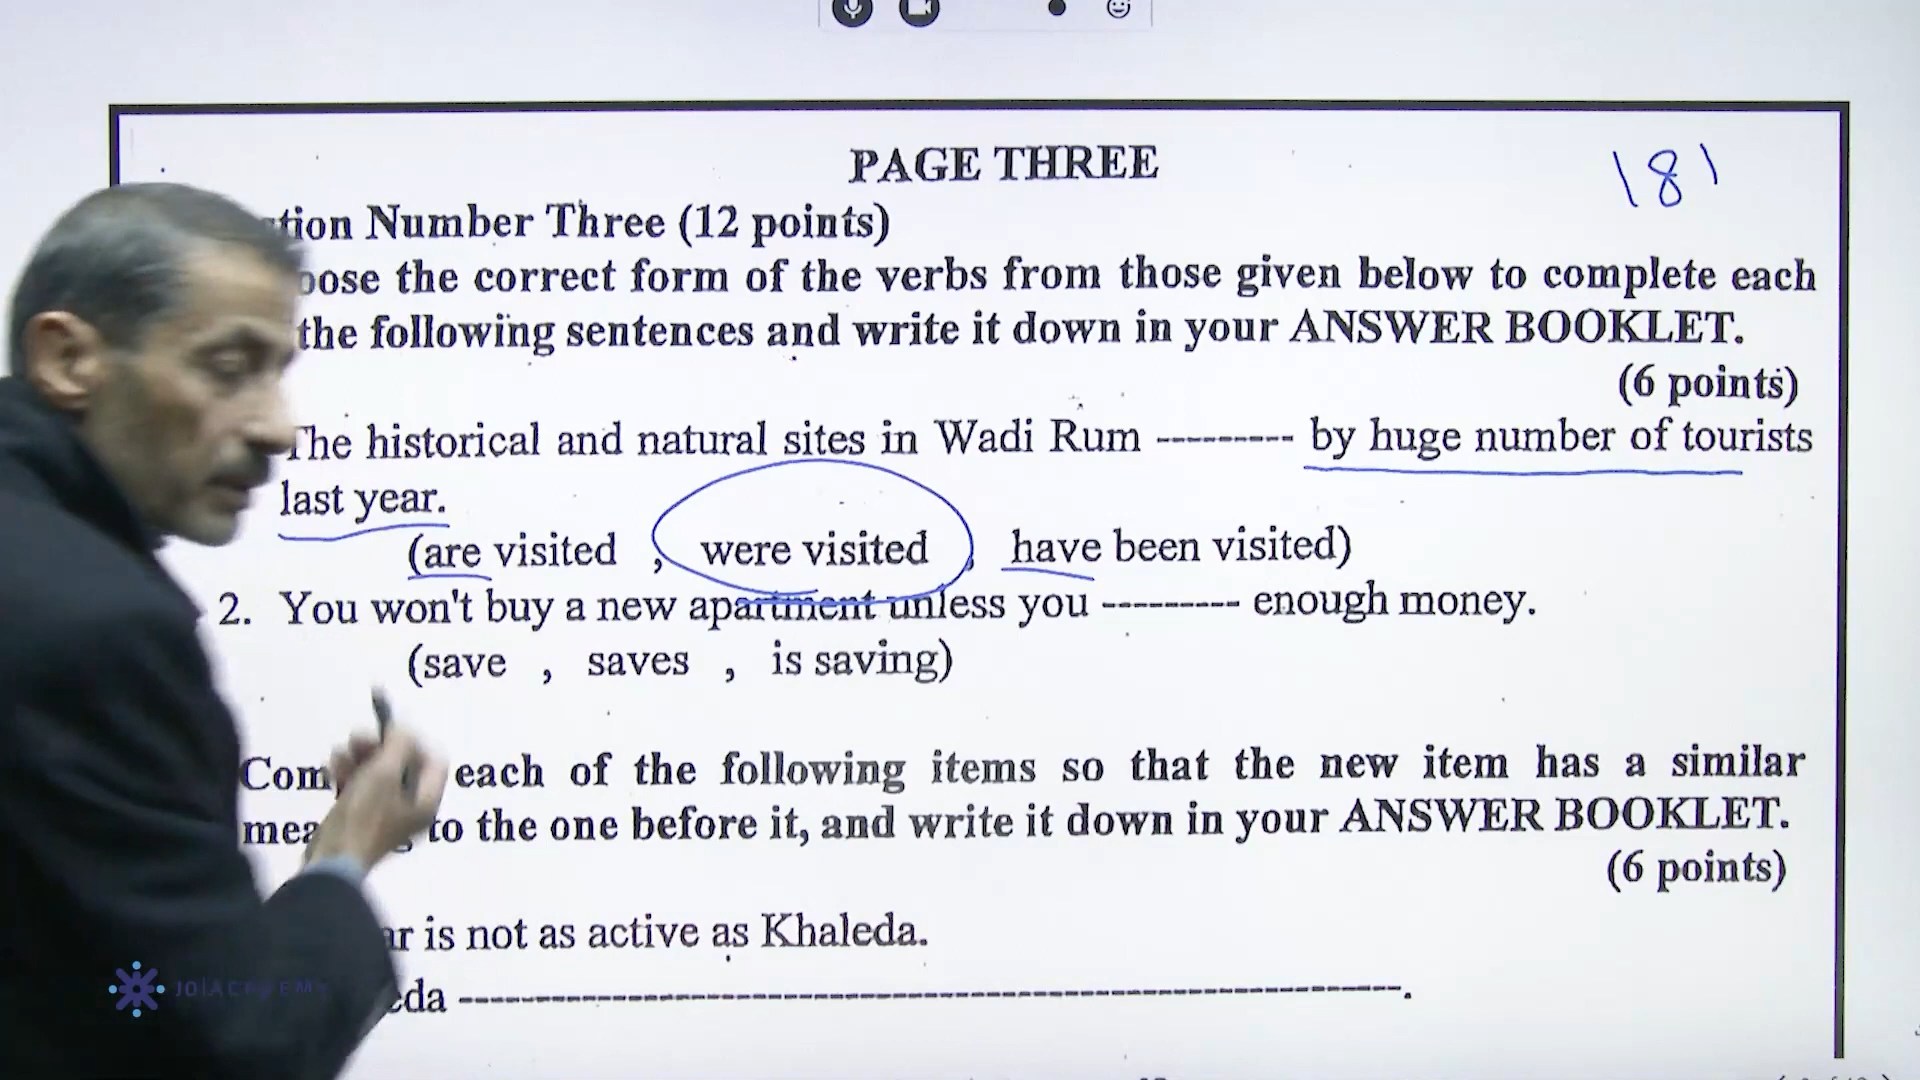 PAGE THREE
181
Number Three (12 points)
the correct form of the verbs from those given below to complete each
the following sentences and write it down in your ANSWER BOOKLET.
(6 points)
The historical and natural sites in Wadi Rum --------- by huge number of tourists
last year.
(are visited , were visited , have been visited)
2. You won't buy a new apartment unless you --------- enough money.
(save , saves , is saving)
each of the following items so that the new item has a similar
to the one before it, and write it down in your ANSWER BOOKLET.
(6 points)
is not as active as Khaleda.
JO|ACADEMY